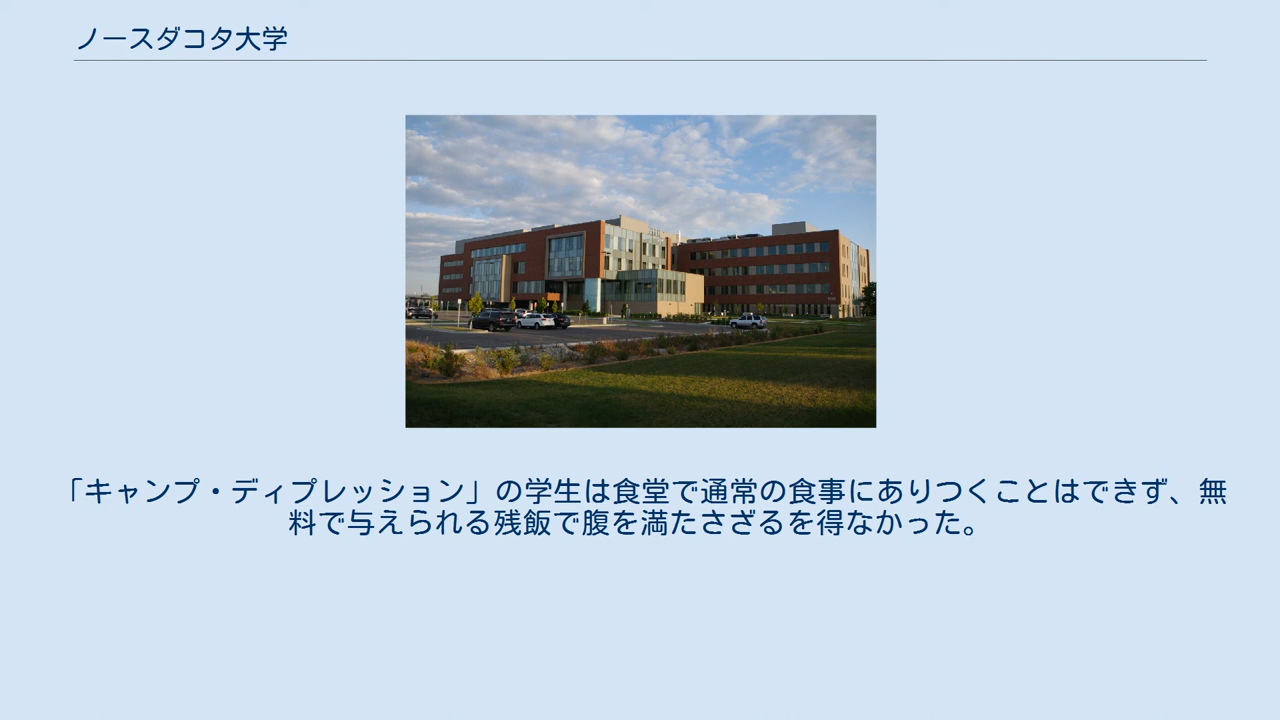 ノースダコタ大学
「キャンプ・ディプレッション」の学生は食堂で通常の食事にありつくことはできず、無
料で与えられる残飯で腹を満たさざるを得なかった。